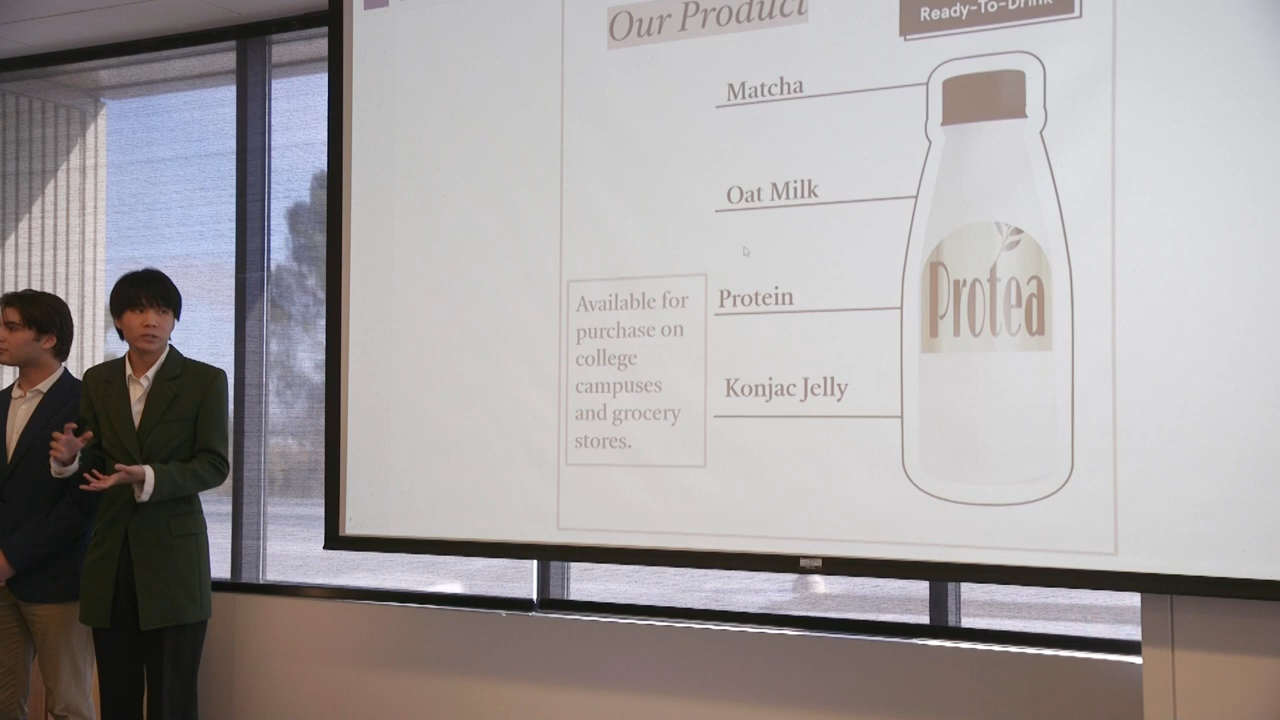 Our Product
Ready-To-Drink
Matcha
Oat Milk
Protein
Konjac Jelly
Available for
purchase on
college
campuses
and grocery
stores.
Protea